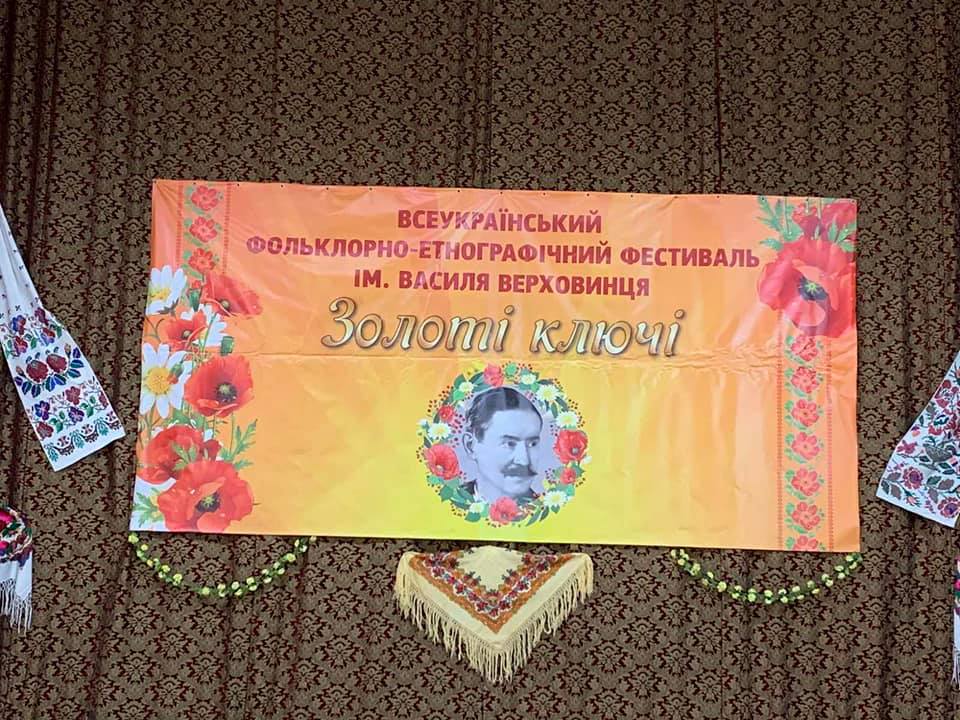 ВСЕУКРАЇНСЬКИЙ
ФОЛЬКЛОРНО-ЕТНОГРАФІЧНИЙ ФЕСТИВАЛЬ
ІМ. ВАСИЛЯ ВЕРХОВИНЦЯ
Золоті ключі